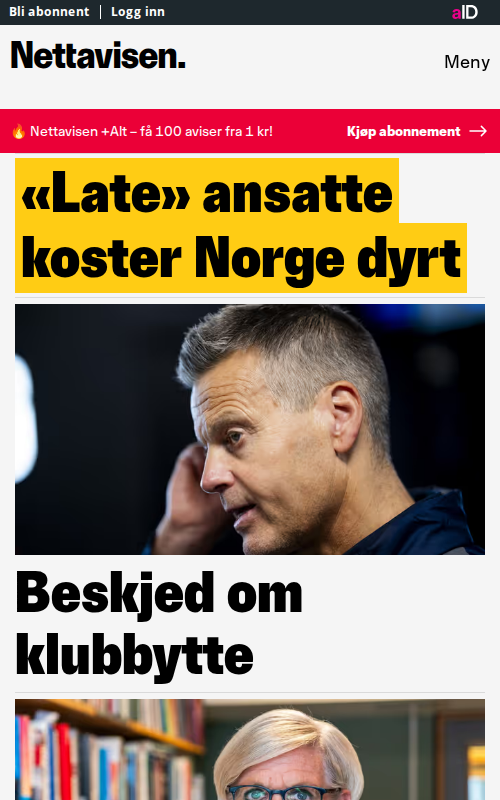 Bli abonnent | Logg inn
aID
Nettavisen.
Meny
🔥 Nettavisen +Alt – få 100 aviser fra 1 kr!
Kjøp abonnement →
«Late» ansatte
koster Norge dyrt
Beskjed om
klubbytte